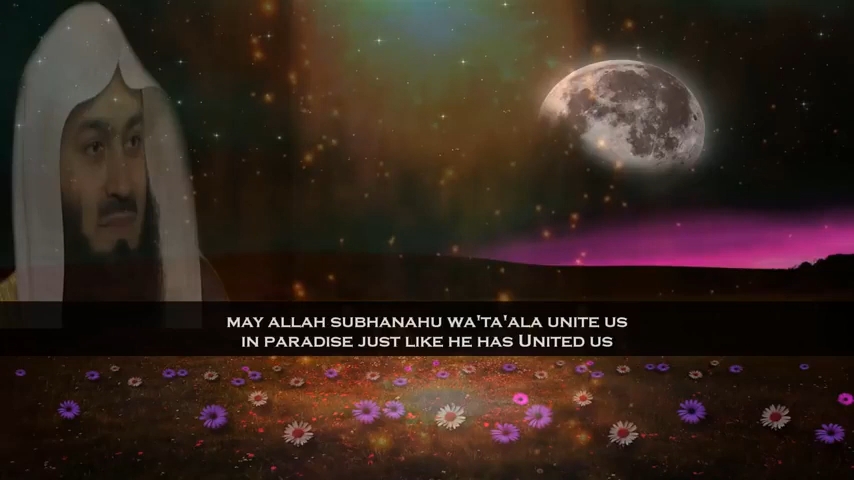 MAY ALLAH SUBHANAHU WA'TA'ALA UNITE US
IN PARADISE JUST LIKE HE HAS UNITED US